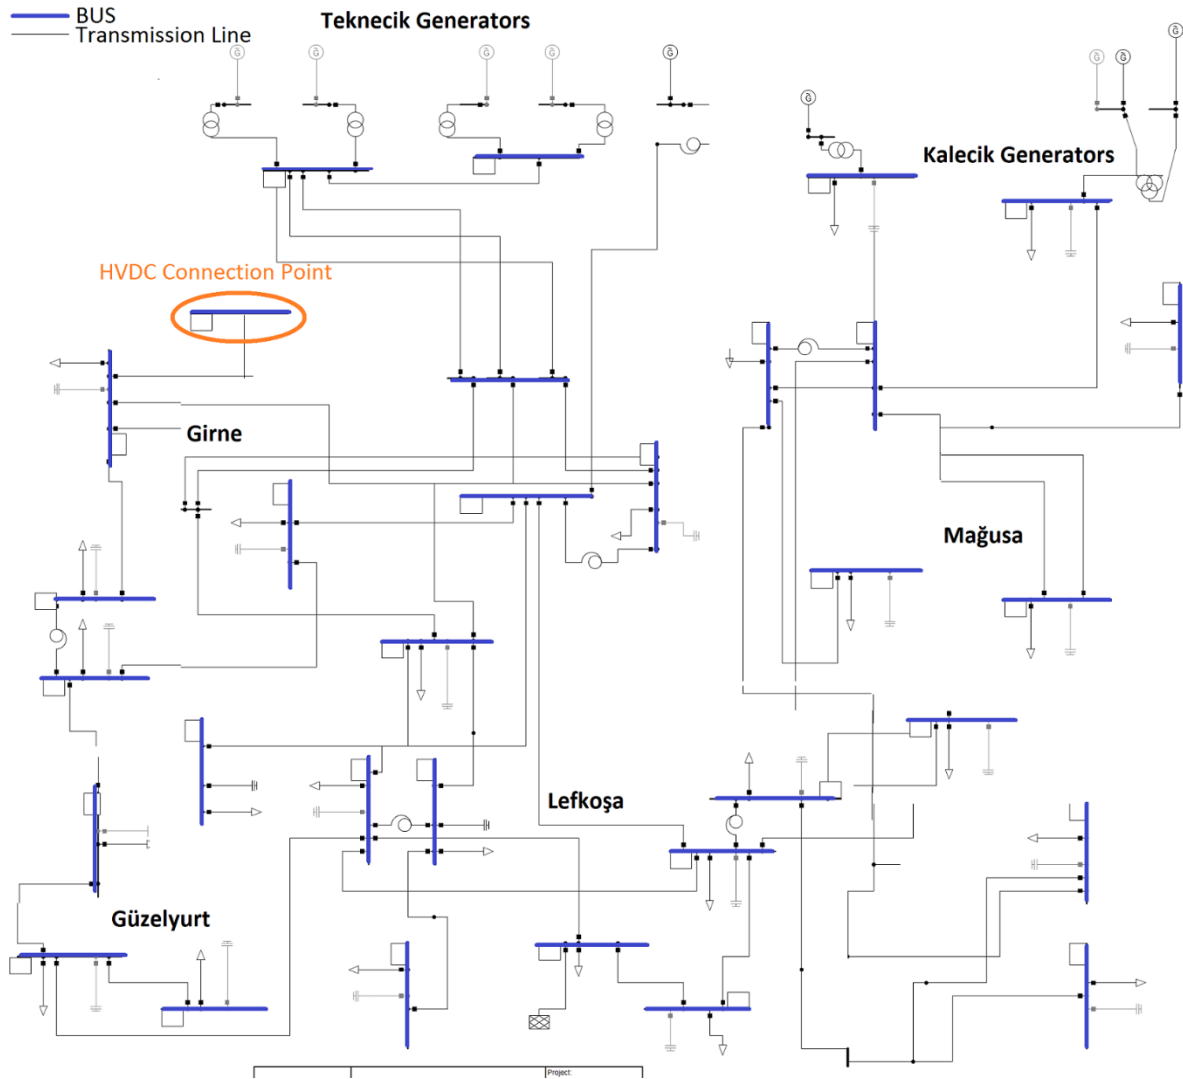 BUS
Transmission Line
Teknecik Generators
G
G
G
G
G
G
G
G
G
Kalecik Generators
HVDC Connection Point
Girne
Mağusa
Lefkoşa
Güzelyurt
Project: